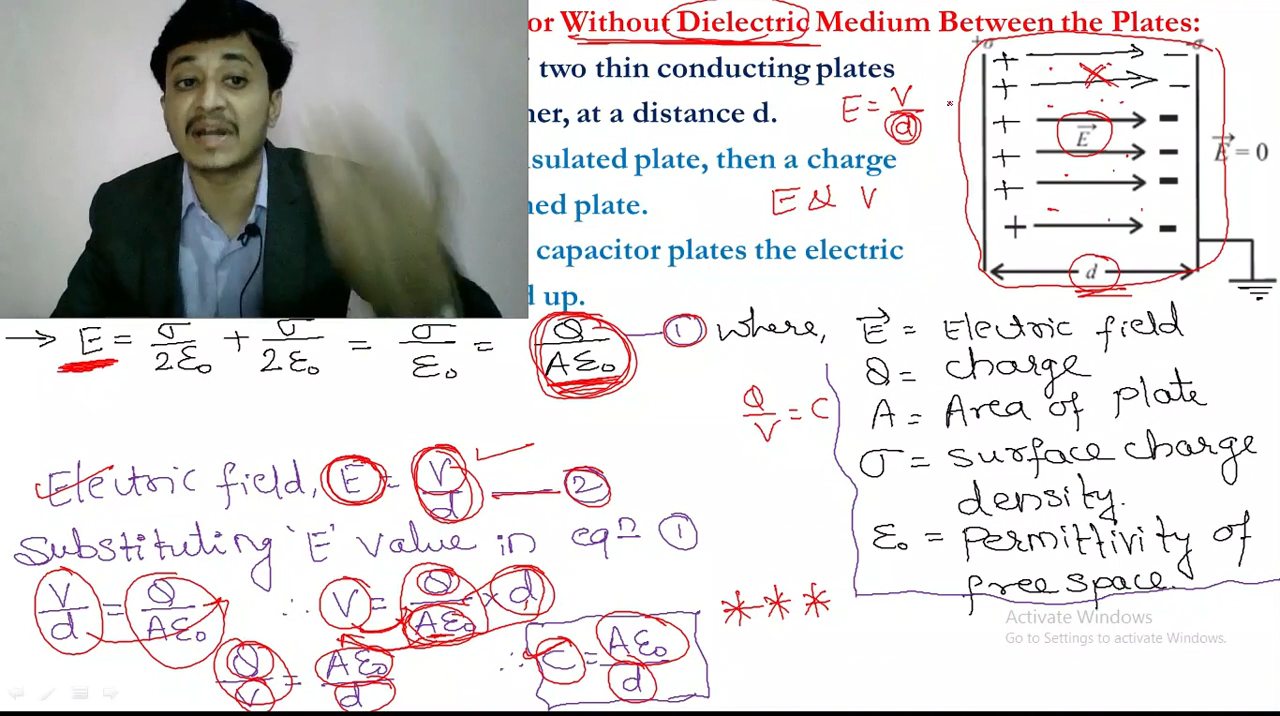 or Without Dielectric Medium Between the Plates:
two thin conducting plates
her, at a distance d.
E = V/d
nsulated plate, then a charge
E & V
ned plate.
capacitor plates the electric
d up.
+σ -σ
+ -
+ -
+ -
E⃗
+ -
+ -
+ -
E⃗ = 0
d
→ E = σ/2ε₀ + σ/2ε₀ = σ/ε₀ = Q/Aε₀ — ①
where, E⃗ = Electric field
Q = charge
A = Area of plate
σ = surface charge
density.
ε₀ = Permittivity of
free space.
Q/V = C
Electric field, E = V/d — ②
Substituting 'E' value in eqn ①
V/d = Q/Aε₀ ∴ V = Q/Aε₀ × d
Q/V = Aε₀/d ∴ C = Aε₀/d
***
Activate Windows
Go to Settings to activate Windows.